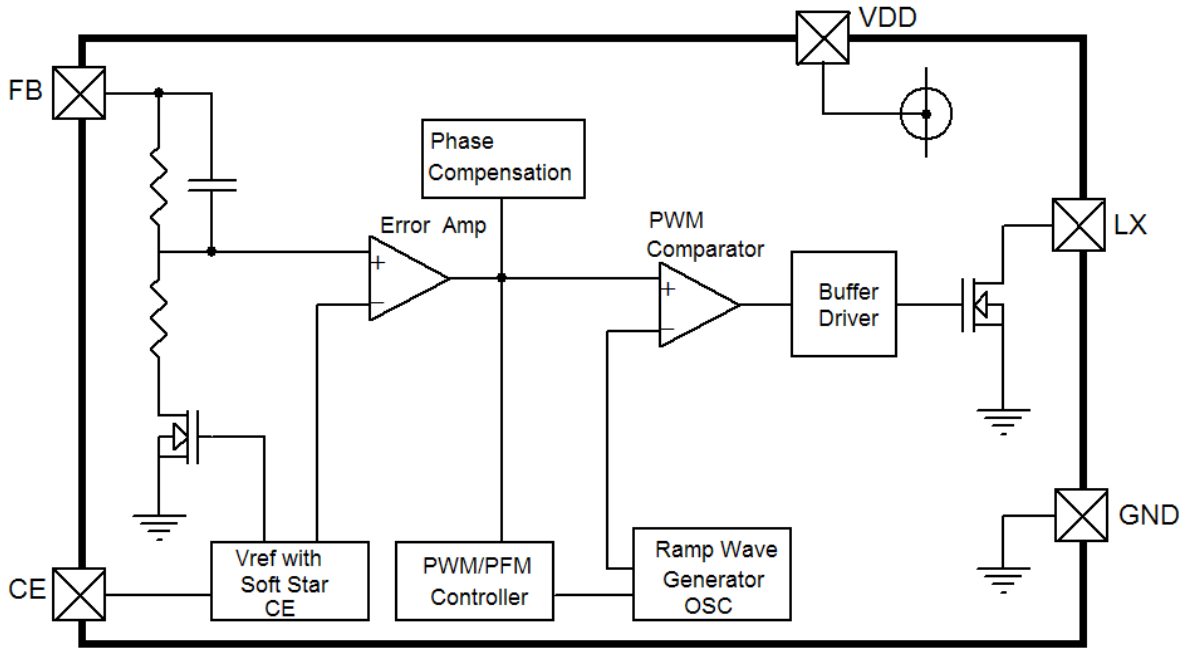 VDD
FB
Phase
Compensation
Error Amp
+
−
PWM
Comparator
+
−
Buffer
Driver
LX
GND
CE
Vref with
Soft Star
CE
PWM/PFM
Controller
Ramp Wave
Generator
OSC